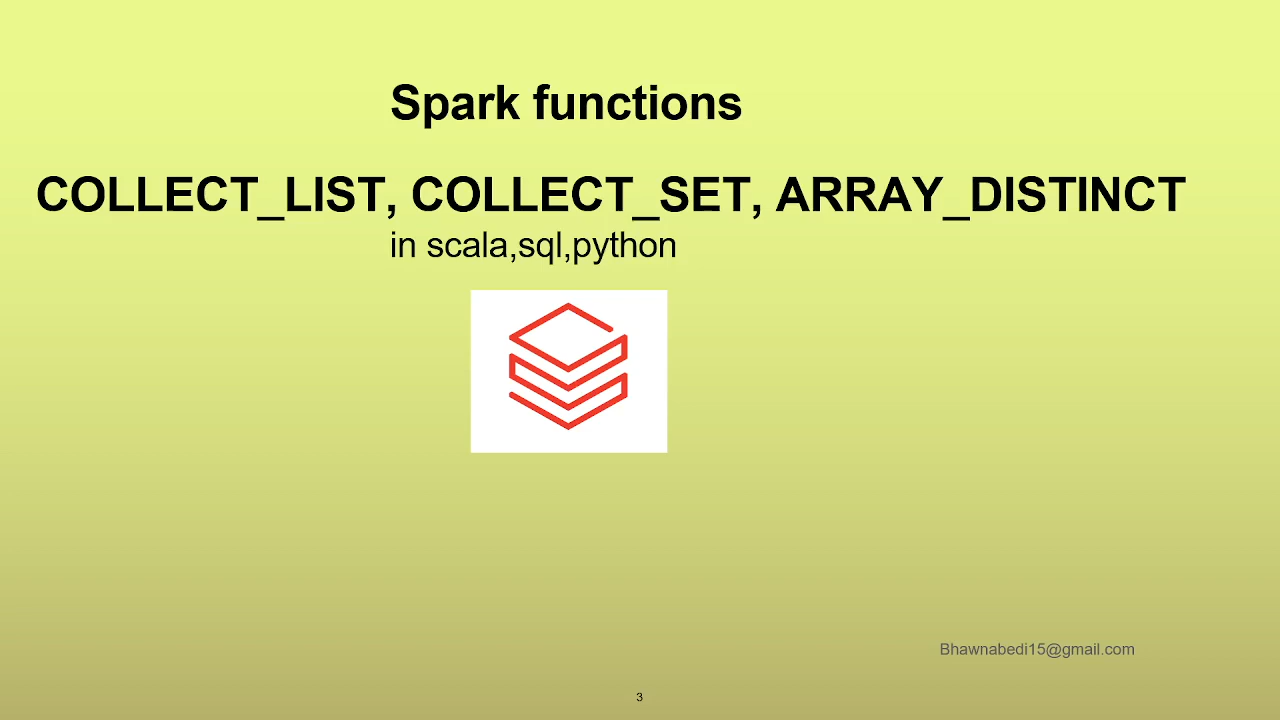 Spark functions
COLLECT_LIST, COLLECT_SET, ARRAY_DISTINCT
in scala,sql,python
Bhawnabedi15@gmail.com
3